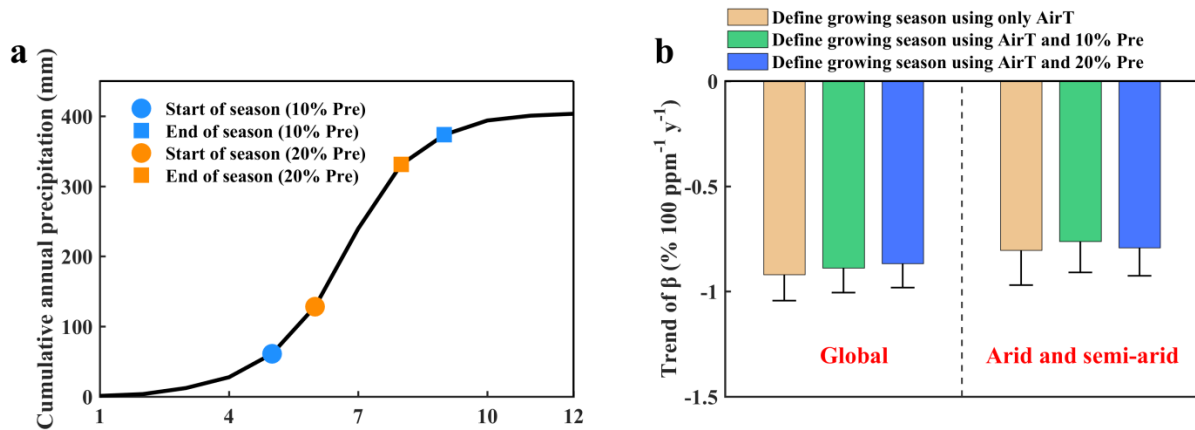 a
Cumulative annual precipitation (mm)
400
300
200
100
0
1
4
7
10
12
Start of season (10% Pre)
End of season (10% Pre)
Start of season (20% Pre)
End of season (20% Pre)
b
Define growing season using only AirT
Define growing season using AirT and 10% Pre
Define growing season using AirT and 20% Pre
Trend of β (% 100 ppm⁻¹ y⁻¹)
0
-0.5
-1
-1.5
Global
Arid and semi-arid